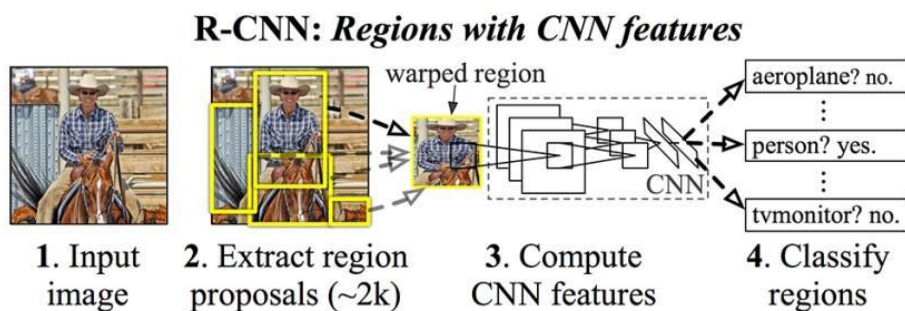 R-CNN: Regions with CNN features
warped region
aeroplane? no.
person? yes.
tvmonitor? no.
CNN
1. Input image
2. Extract region proposals (~2k)
3. Compute CNN features
4. Classify regions